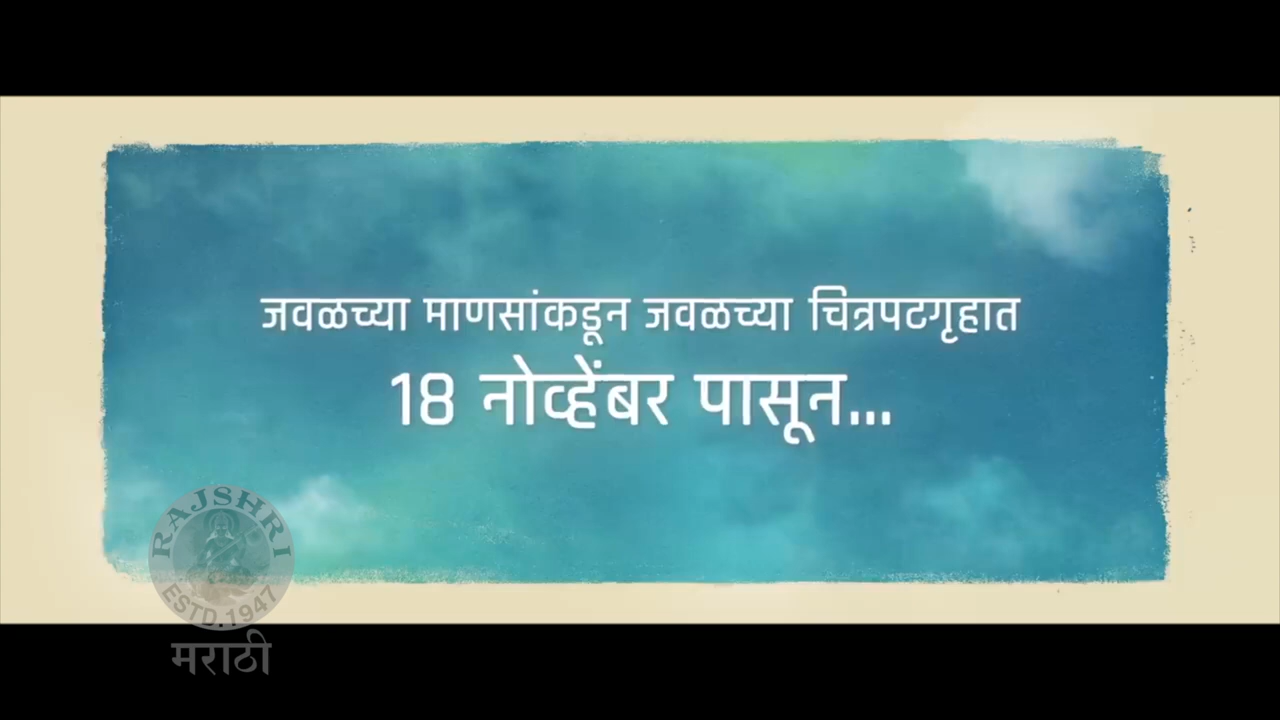 जवळच्या माणसांकडून जवळच्या चित्रपटगृहात
18 नोव्हेंबर पासून...
RAJSHRI
ESTD.1947
मराठी